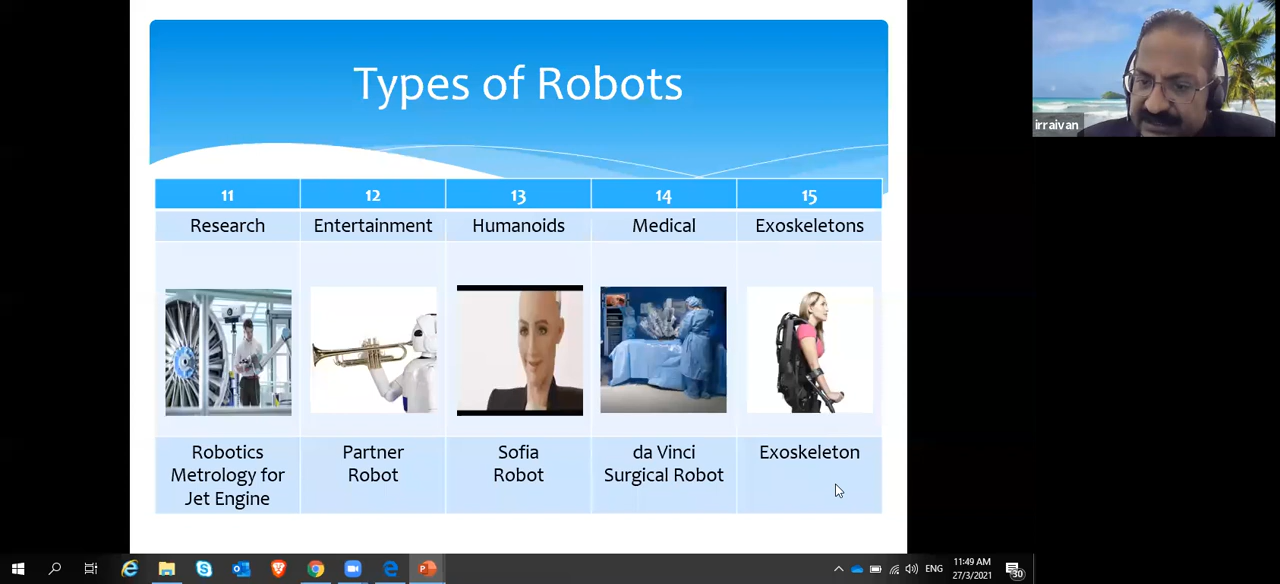 Types of Robots
irraivan
11 12 13 14 15
Research Entertainment Humanoids Medical Exoskeletons
Robotics Metrology for Jet Engine
Partner Robot
Sofia Robot
da Vinci Surgical Robot
Exoskeleton
ENG
11:49 AM
27/3/2021
30